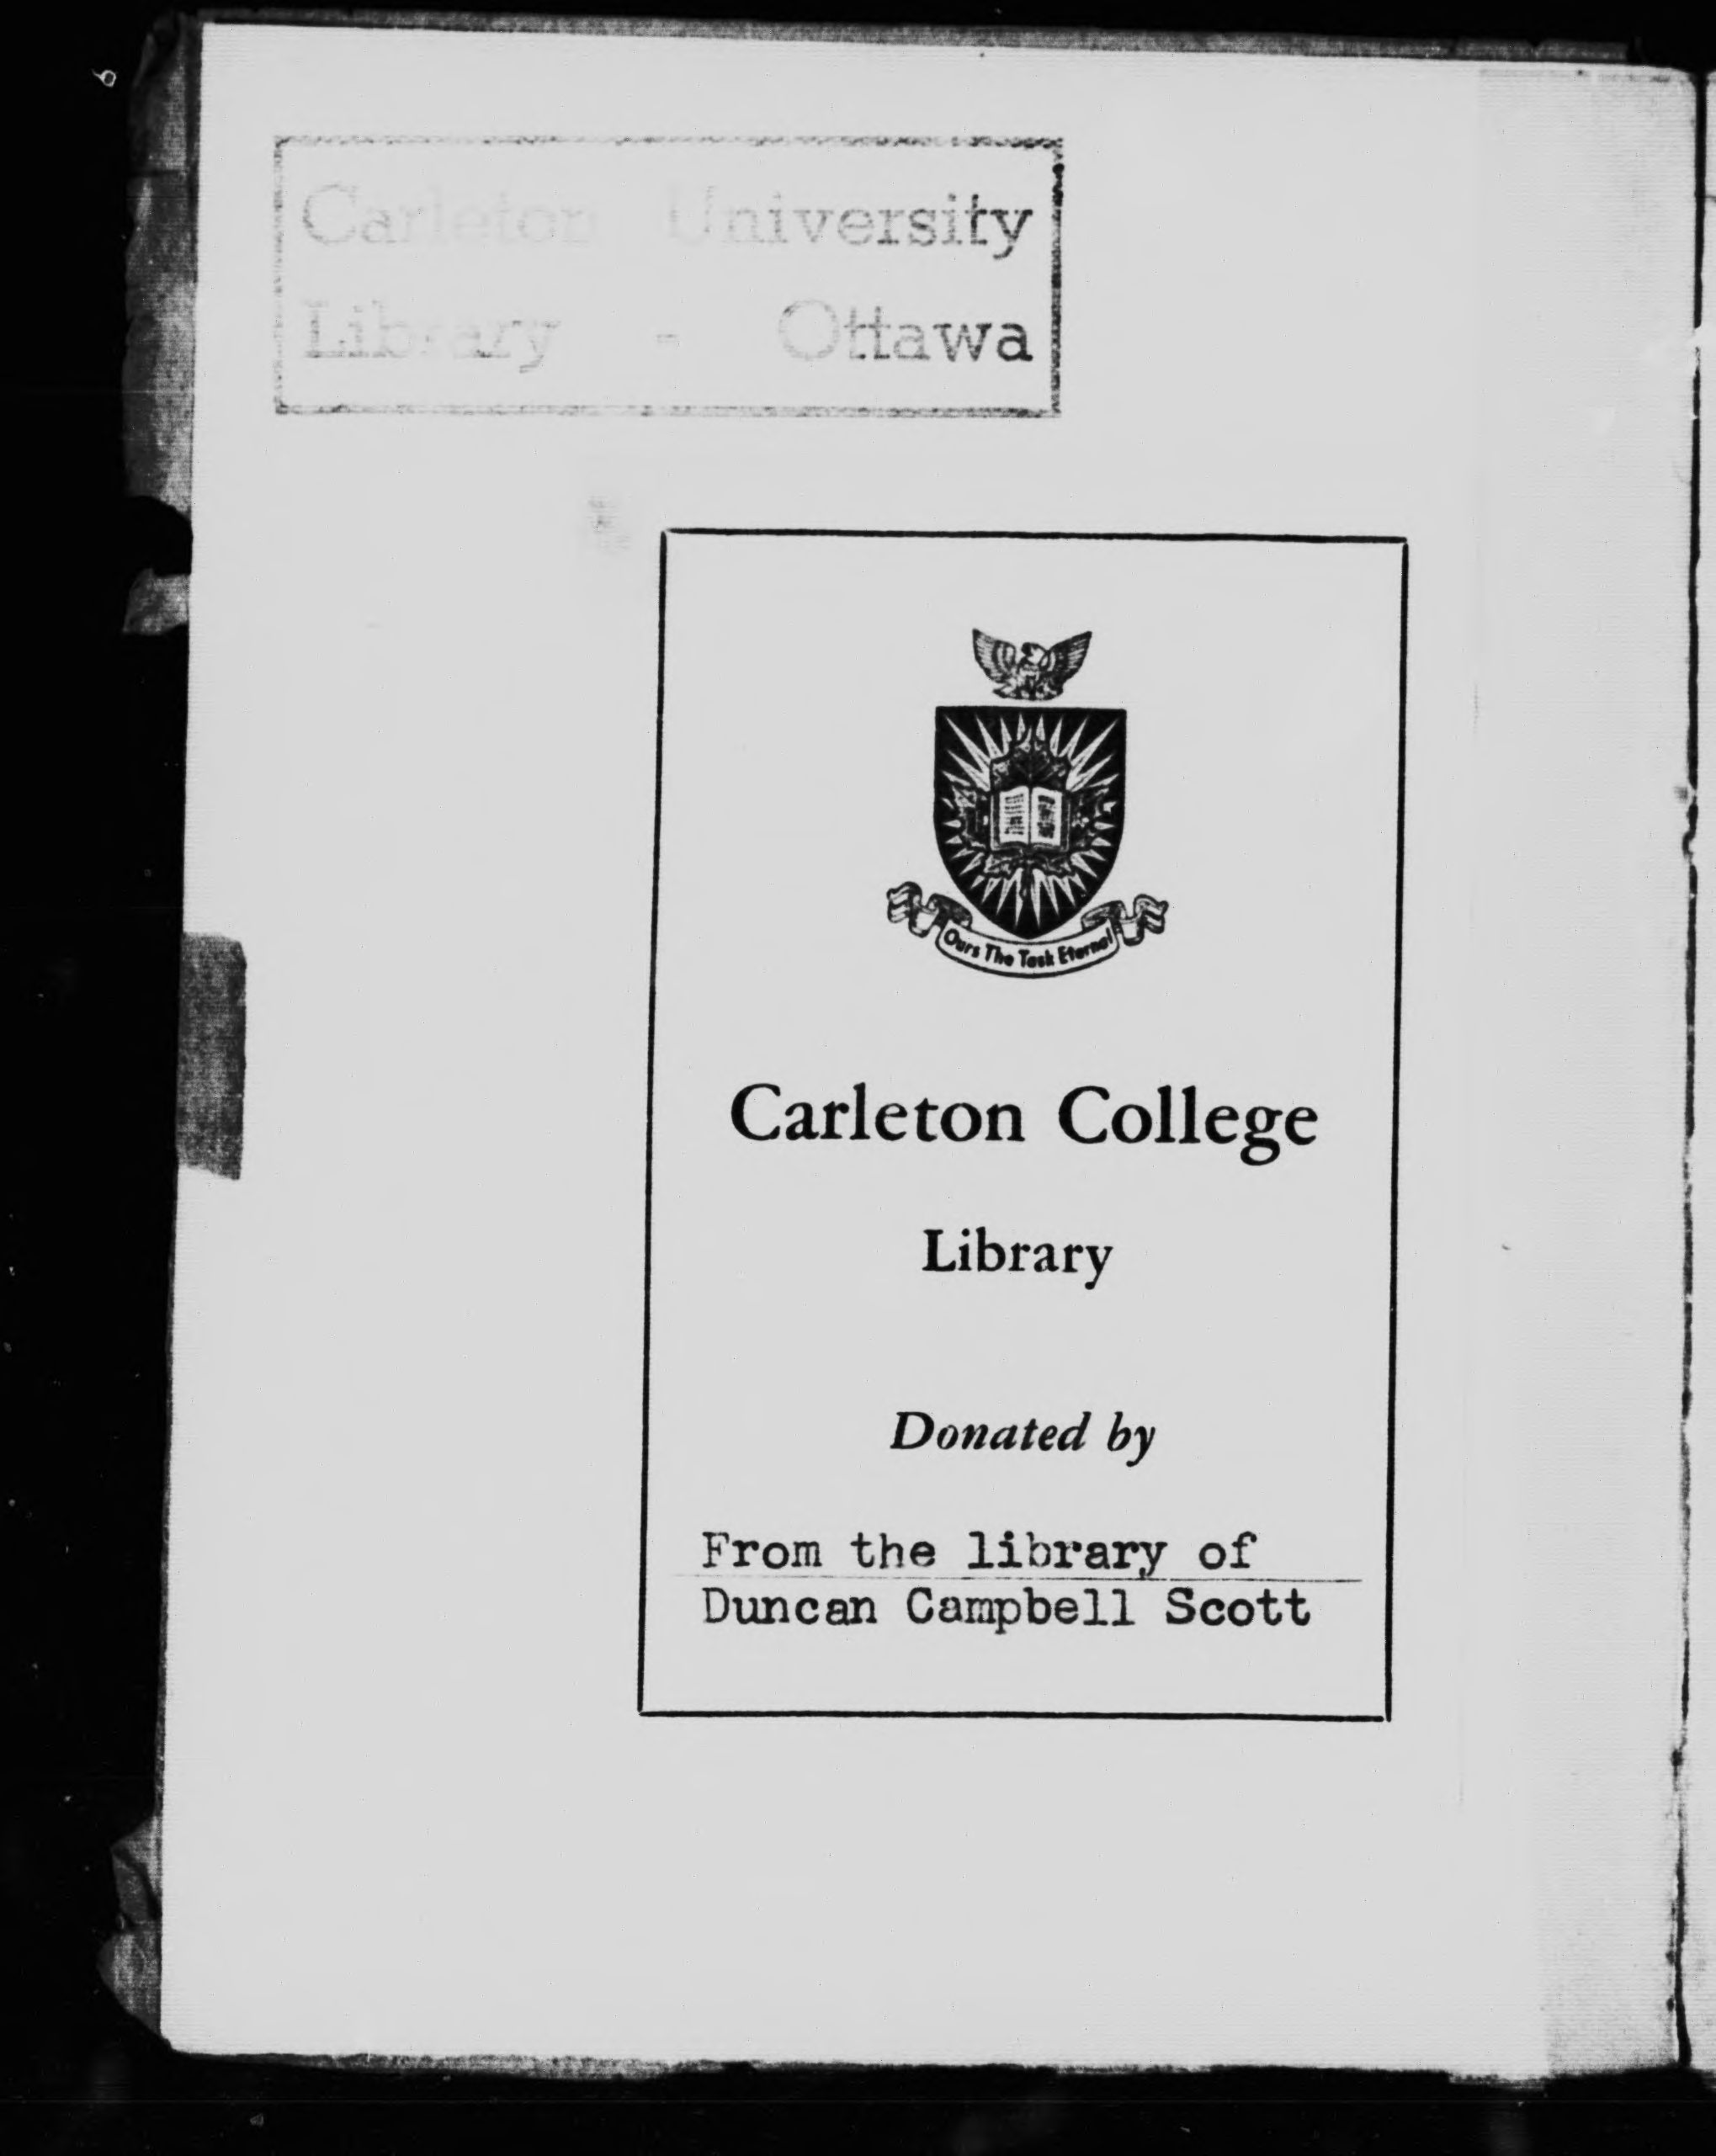 Carleton University
Library - Ottawa
Ours The Task Eternal
Carleton College
Library
Donated by
From the library of
Duncan Campbell Scott